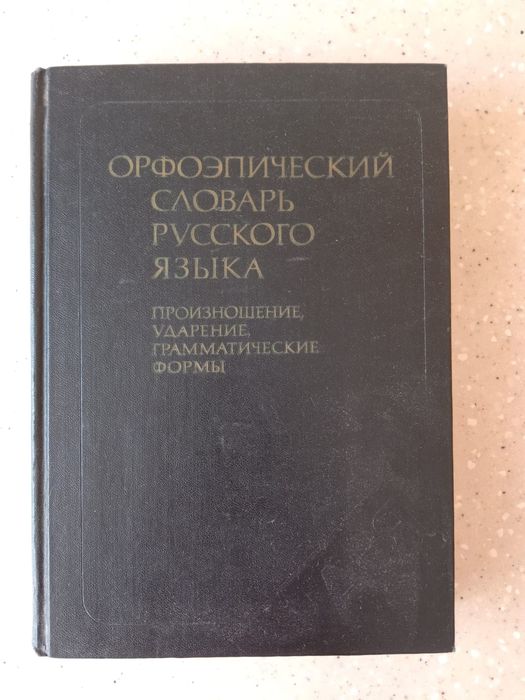 ОРФОЭПИЧЕСКИЙ
СЛОВАРЬ
РУССКОГО
ЯЗЫКА
ПРОИЗНОШЕНИЕ,
УДАРЕНИЕ,
ГРАММАТИЧЕСКИЕ
ФОРМЫ